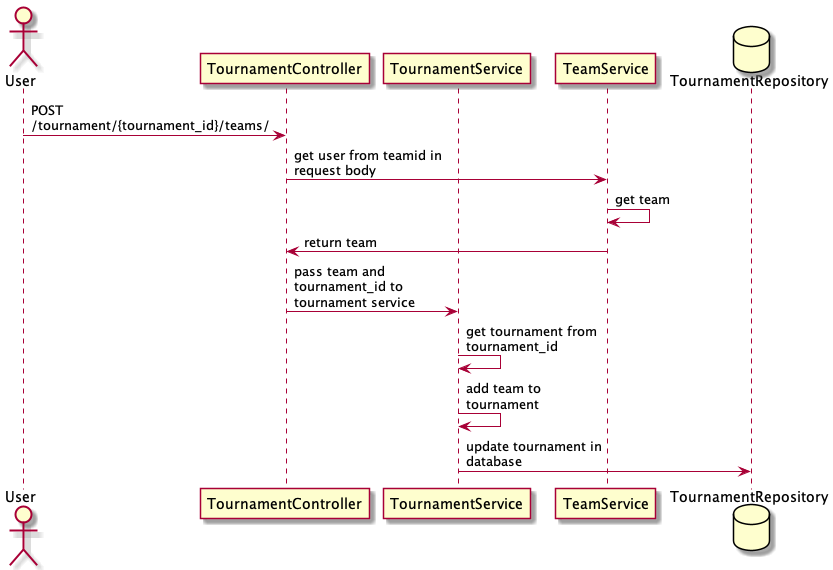 User
TournamentController
TournamentService
TeamService
TournamentRepository
POST
/tournament/{tournament_id}/teams/
get user from teamid in
request body
get team
return team
pass team and
tournament_id to
tournament service
get tournament from
tournament_id
add team to
tournament
update tournament in
database
User
TournamentController
TournamentService
TeamService
TournamentRepository